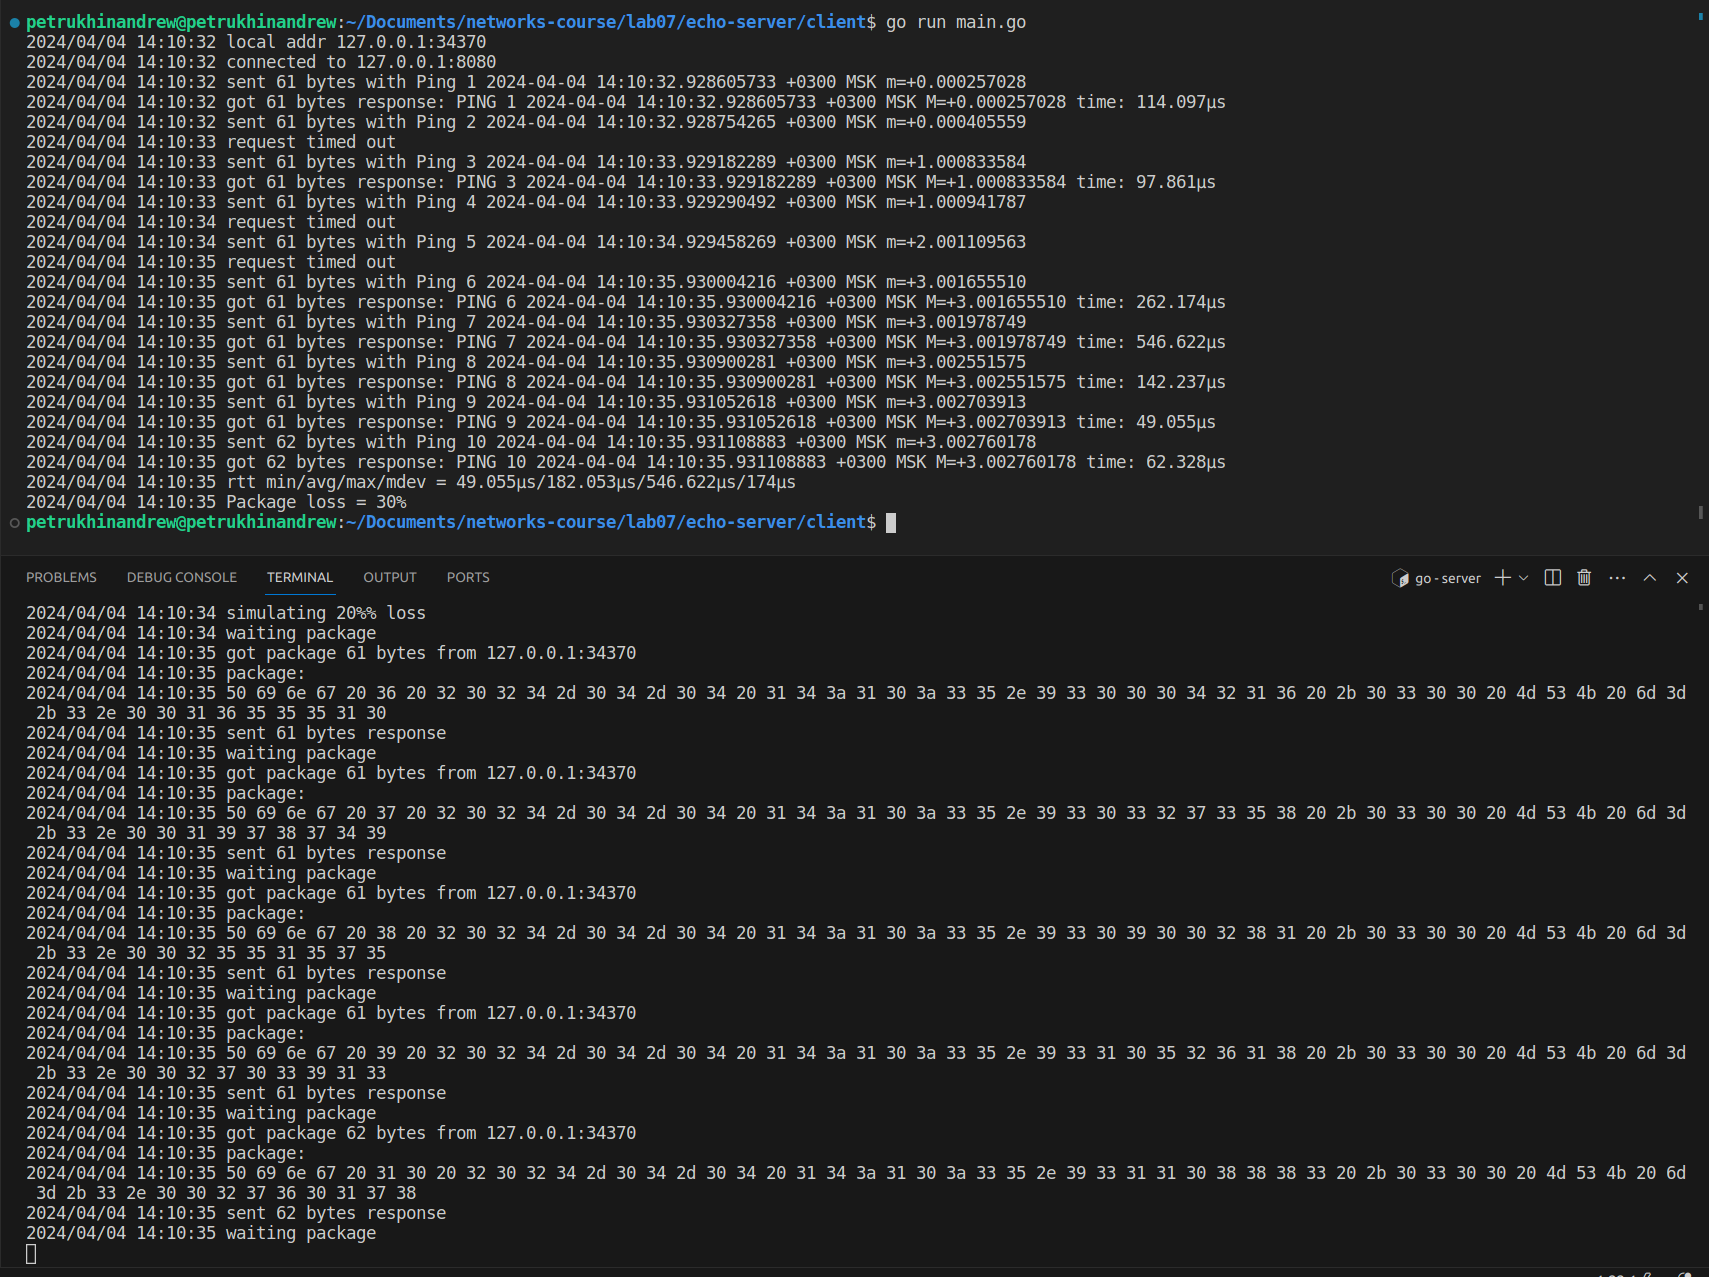 petrukhinandrew@petrukhinandrew:~/Documents/networks-course/lab07/echo-server/client$ go run main.go
2024/04/04 14:10:32 local addr 127.0.0.1:34370
2024/04/04 14:10:32 connected to 127.0.0.1:8080
2024/04/04 14:10:32 sent 61 bytes with Ping 1 2024-04-04 14:10:32.928605733 +0300 MSK m=+0.000257028
2024/04/04 14:10:32 got 61 bytes response: PING 1 2024-04-04 14:10:32.928605733 +0300 MSK M=+0.000257028 time: 114.097µs
2024/04/04 14:10:32 sent 61 bytes with Ping 2 2024-04-04 14:10:32.928754265 +0300 MSK m=+0.000405559
2024/04/04 14:10:33 request timed out
2024/04/04 14:10:33 sent 61 bytes with Ping 3 2024-04-04 14:10:33.929182289 +0300 MSK m=+1.000833584
2024/04/04 14:10:33 got 61 bytes response: PING 3 2024-04-04 14:10:33.929182289 +0300 MSK M=+1.000833584 time: 97.861µs
2024/04/04 14:10:33 sent 61 bytes with Ping 4 2024-04-04 14:10:33.929290492 +0300 MSK m=+1.000941787
2024/04/04 14:10:34 request timed out
2024/04/04 14:10:34 sent 61 bytes with Ping 5 2024-04-04 14:10:34.929458269 +0300 MSK m=+2.001109563
2024/04/04 14:10:35 request timed out
2024/04/04 14:10:35 sent 61 bytes with Ping 6 2024-04-04 14:10:35.930004216 +0300 MSK m=+3.001655510
2024/04/04 14:10:35 got 61 bytes response: PING 6 2024-04-04 14:10:35.930004216 +0300 MSK M=+3.001655510 time: 262.174µs
2024/04/04 14:10:35 sent 61 bytes with Ping 7 2024-04-04 14:10:35.930327358 +0300 MSK m=+3.001978749
2024/04/04 14:10:35 got 61 bytes response: PING 7 2024-04-04 14:10:35.930327358 +0300 MSK M=+3.001978749 time: 546.622µs
2024/04/04 14:10:35 sent 61 bytes with Ping 8 2024-04-04 14:10:35.930900281 +0300 MSK m=+3.002551575
2024/04/04 14:10:35 got 61 bytes response: PING 8 2024-04-04 14:10:35.930900281 +0300 MSK M=+3.002551575 time: 142.237µs
2024/04/04 14:10:35 sent 61 bytes with Ping 9 2024-04-04 14:10:35.931052618 +0300 MSK m=+3.002703913
2024/04/04 14:10:35 got 61 bytes response: PING 9 2024-04-04 14:10:35.931052618 +0300 MSK M=+3.002703913 time: 49.055µs
2024/04/04 14:10:35 sent 62 bytes with Ping 10 2024-04-04 14:10:35.931108883 +0300 MSK m=+3.002760178
2024/04/04 14:10:35 got 62 bytes response: PING 10 2024-04-04 14:10:35.931108883 +0300 MSK M=+3.002760178 time: 62.328µs
2024/04/04 14:10:35 rtt min/avg/max/mdev = 49.055µs/182.053µs/546.622µs/174µs
2024/04/04 14:10:35 Package loss = 30%
petrukhinandrew@petrukhinandrew:~/Documents/networks-course/lab07/echo-server/client$
PROBLEMS DEBUG CONSOLE TERMINAL OUTPUT PORTS go - server
2024/04/04 14:10:34 simulating 20%% loss
2024/04/04 14:10:34 waiting package
2024/04/04 14:10:35 got package 61 bytes from 127.0.0.1:34370
2024/04/04 14:10:35 package:
2024/04/04 14:10:35 50 69 6e 67 20 36 20 32 30 32 34 2d 30 34 2d 30 34 20 31 34 3a 31 30 3a 33 35 2e 39 33 30 30 30 34 32 31 36 20 2b 30 33 30 30 20 4d 53 4b 20 6d 3d
2b 33 2e 30 30 31 36 35 35 35 31 30
2024/04/04 14:10:35 sent 61 bytes response
2024/04/04 14:10:35 waiting package
2024/04/04 14:10:35 got package 61 bytes from 127.0.0.1:34370
2024/04/04 14:10:35 package:
2024/04/04 14:10:35 50 69 6e 67 20 37 20 32 30 32 34 2d 30 34 2d 30 34 20 31 34 3a 31 30 3a 33 35 2e 39 33 30 33 32 37 33 35 38 20 2b 30 33 30 30 20 4d 53 4b 20 6d 3d
2b 33 2e 30 30 31 39 37 38 37 34 39
2024/04/04 14:10:35 sent 61 bytes response
2024/04/04 14:10:35 waiting package
2024/04/04 14:10:35 got package 61 bytes from 127.0.0.1:34370
2024/04/04 14:10:35 package:
2024/04/04 14:10:35 50 69 6e 67 20 38 20 32 30 32 34 2d 30 34 2d 30 34 20 31 34 3a 31 30 3a 33 35 2e 39 33 30 39 30 30 32 38 31 20 2b 30 33 30 30 20 4d 53 4b 20 6d 3d
2b 33 2e 30 30 32 35 35 31 35 37 35
2024/04/04 14:10:35 sent 61 bytes response
2024/04/04 14:10:35 waiting package
2024/04/04 14:10:35 got package 61 bytes from 127.0.0.1:34370
2024/04/04 14:10:35 package:
2024/04/04 14:10:35 50 69 6e 67 20 39 20 32 30 32 34 2d 30 34 2d 30 34 20 31 34 3a 31 30 3a 33 35 2e 39 33 31 30 35 32 36 31 38 20 2b 30 33 30 30 20 4d 53 4b 20 6d 3d
2b 33 2e 30 30 32 37 30 33 39 31 33
2024/04/04 14:10:35 sent 61 bytes response
2024/04/04 14:10:35 waiting package
2024/04/04 14:10:35 got package 62 bytes from 127.0.0.1:34370
2024/04/04 14:10:35 package:
2024/04/04 14:10:35 50 69 6e 67 20 31 30 20 32 30 32 34 2d 30 34 2d 30 34 20 31 34 3a 31 30 3a 33 35 2e 39 33 31 31 30 38 38 38 33 20 2b 30 33 30 30 20 4d 53 4b 20 6d
3d 2b 33 2e 30 30 32 37 36 30 31 37 38
2024/04/04 14:10:35 sent 62 bytes response
2024/04/04 14:10:35 waiting package